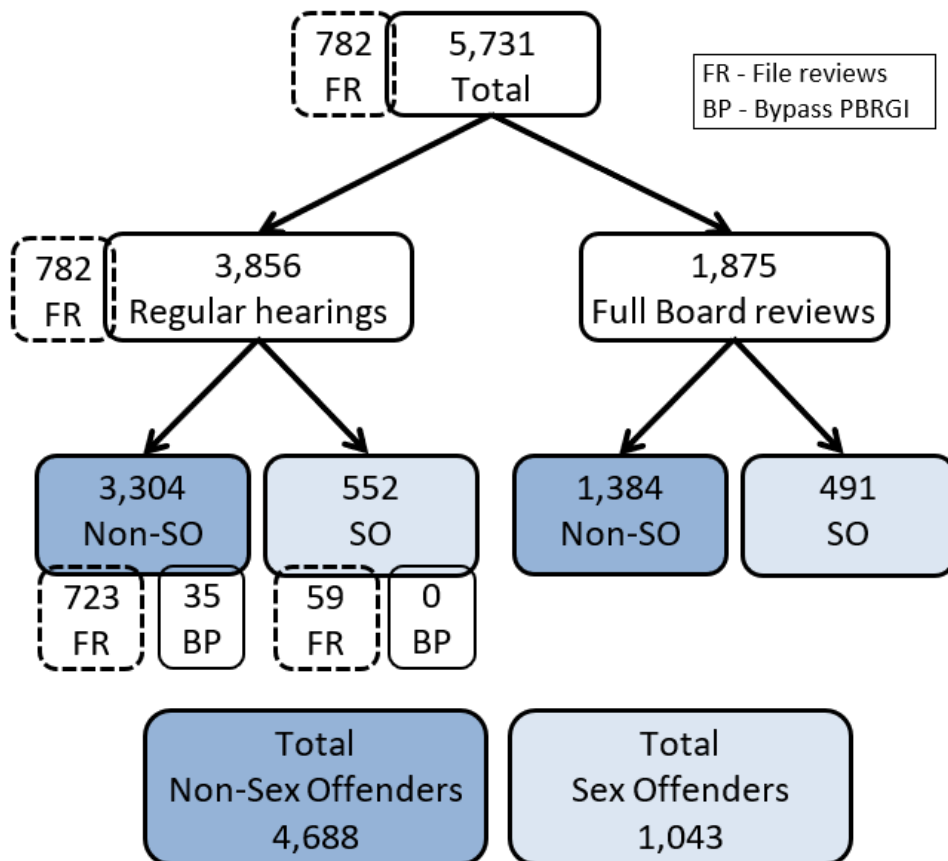 782
FR
5,731
Total
FR - File reviews
BP - Bypass PBRGI
782
FR
3,856
Regular hearings
1,875
Full Board reviews
3,304
Non-SO
552
SO
1,384
Non-SO
491
SO
723
FR
35
BP
59
FR
0
BP
Total
Non-Sex Offenders
4,688
Total
Sex Offenders
1,043